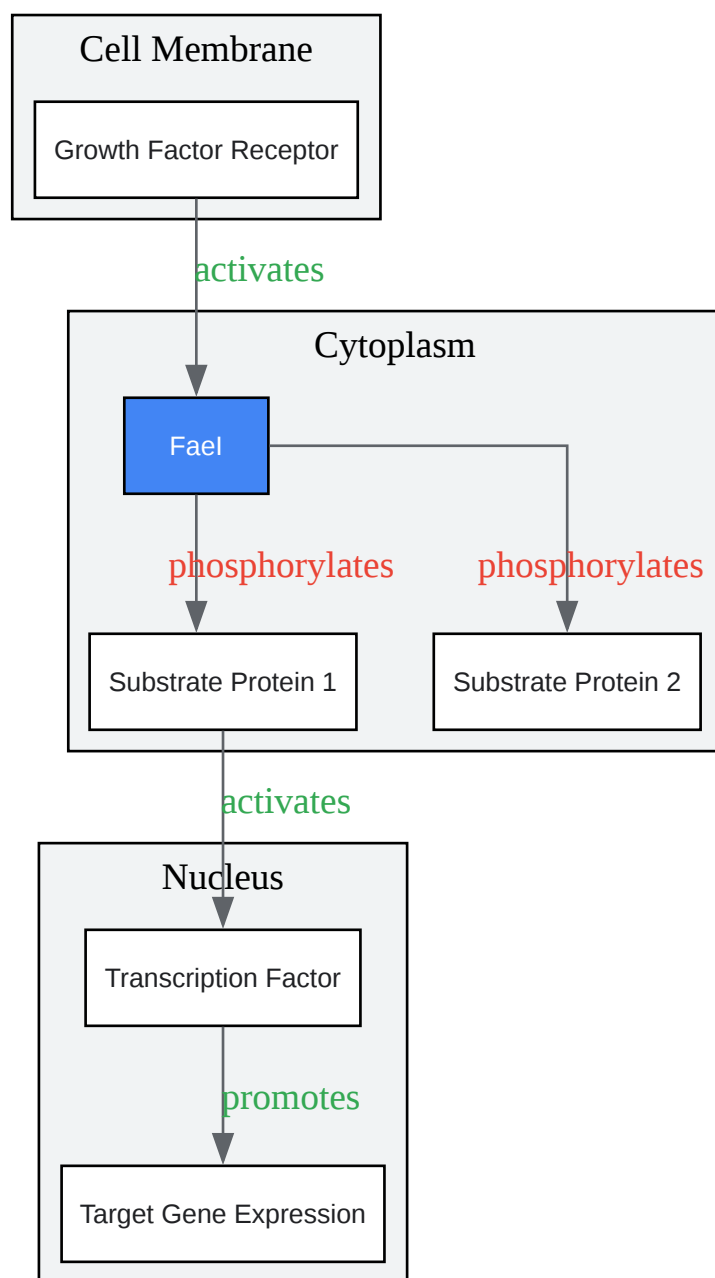 Cell Membrane
Growth Factor Receptor
activates
Cytoplasm
FaeI
phosphorylates phosphorylates
Substrate Protein 1 Substrate Protein 2
activates
Nucleus
Transcription Factor
promotes
Target Gene Expression